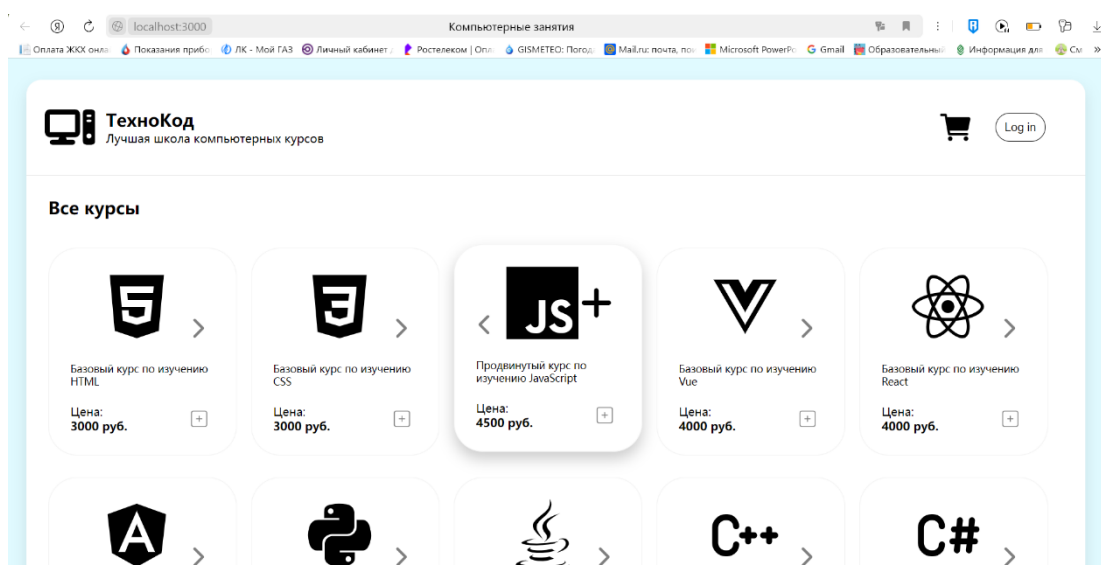 localhost:3000 Компьютерные занятия
Оплата ЖКХ онла Показания прибо ЛК - Мой ГАЗ Личный кабинет Ростелеком | Опл GISMETEO: Погод Mail.ru: почта, пои Microsoft PowerPo Gmail Образовательны Информация для См »
ТехноКод
Лучшая школа компьютерных курсов
Log in
Все курсы
JS+
Базовый курс по изучению
HTML
Цена:
3000 руб.
Базовый курс по изучению
CSS
Цена:
3000 руб.
Продвинутый курс по
изучению JavaScript
Цена:
4500 руб.
Базовый курс по изучению
Vue
Цена:
4000 руб.
Базовый курс по изучению
React
Цена:
4000 руб.
C++
C#